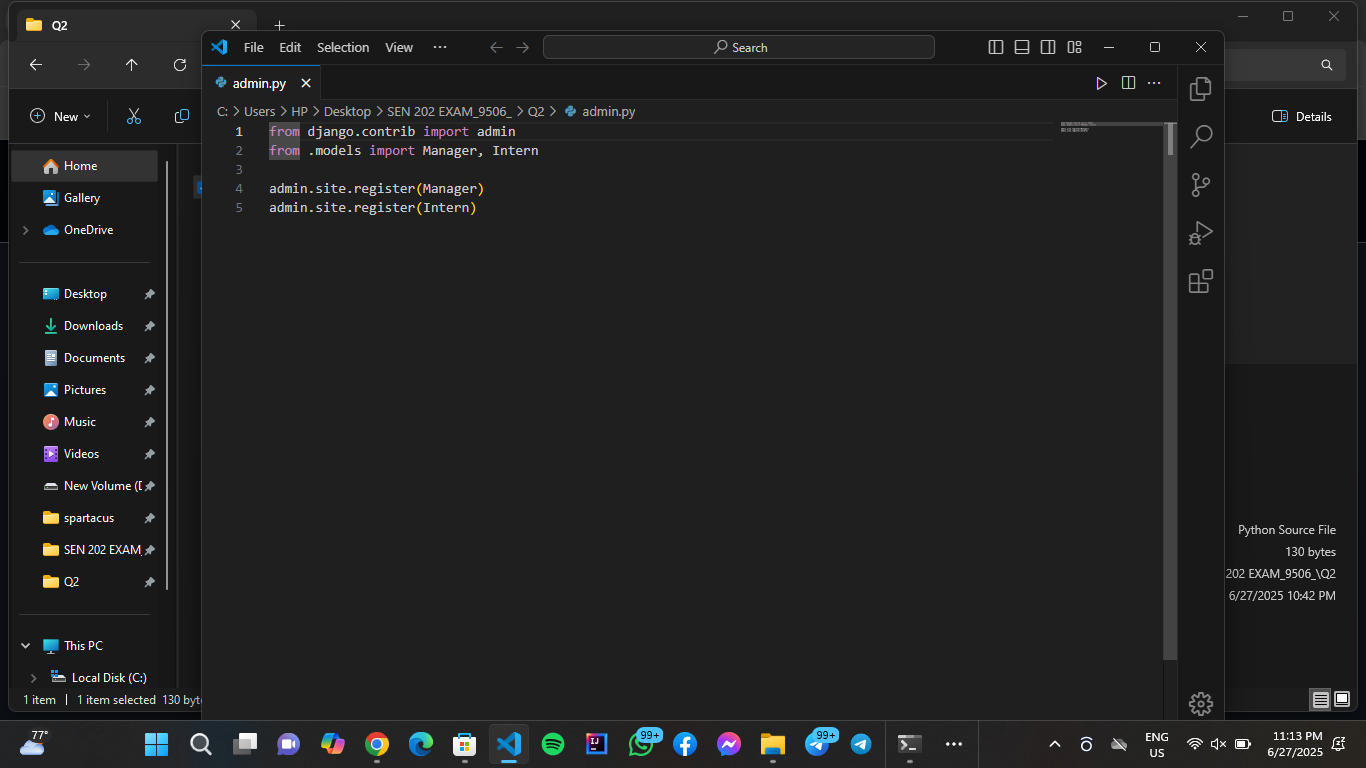 Q2
File Edit Selection View ··· Search
admin.py
New
Details
C: > Users > HP > Desktop > SEN 202 EXAM_9506_ > Q2 > admin.py
1 from django.contrib import admin
2 from .models import Manager, Intern
3
4 admin.site.register(Manager)
5 admin.site.register(Intern)
Home
Gallery
OneDrive
Desktop
Downloads
Documents
Pictures
Music
Videos
New Volume (
spartacus
SEN 202 EXAM_
Q2
This PC
Local Disk (C:)
Python Source File
130 bytes
202 EXAM_9506_\Q2
6/27/2025 10:42 PM
1 item 1 item selected 130 byt
77°
99+
99+
ENG
US
11:13 PM
6/27/2025